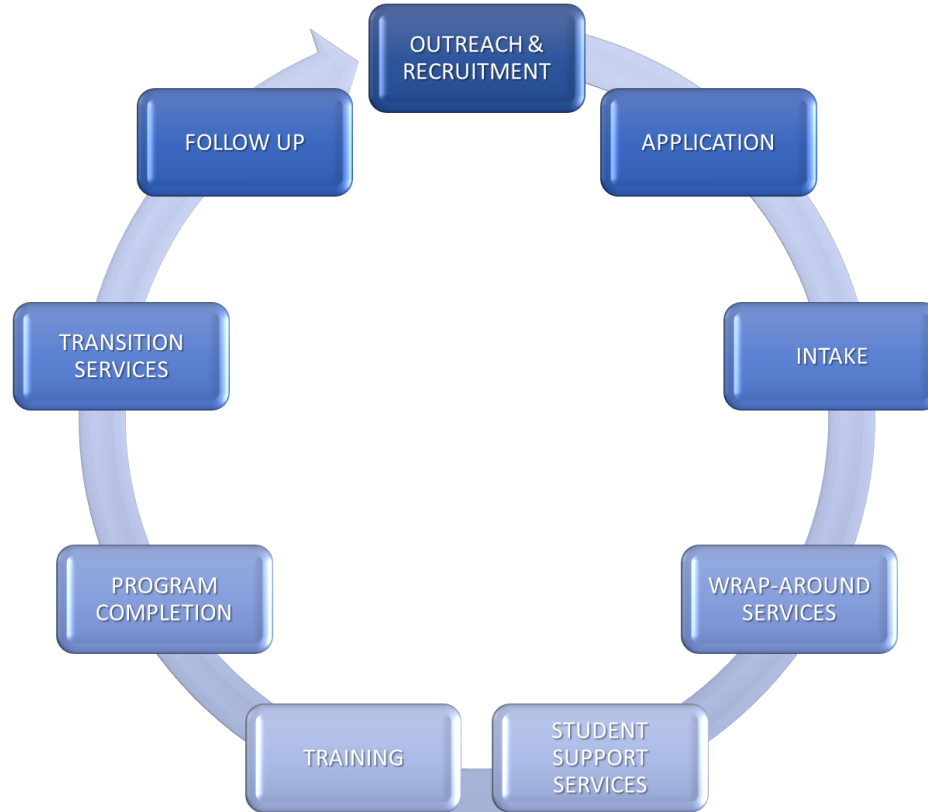 OUTREACH &
RECRUITMENT
APPLICATION
INTAKE
WRAP-AROUND
SERVICES
STUDENT
SUPPORT
SERVICES
TRAINING
PROGRAM
COMPLETION
TRANSITION
SERVICES
FOLLOW UP